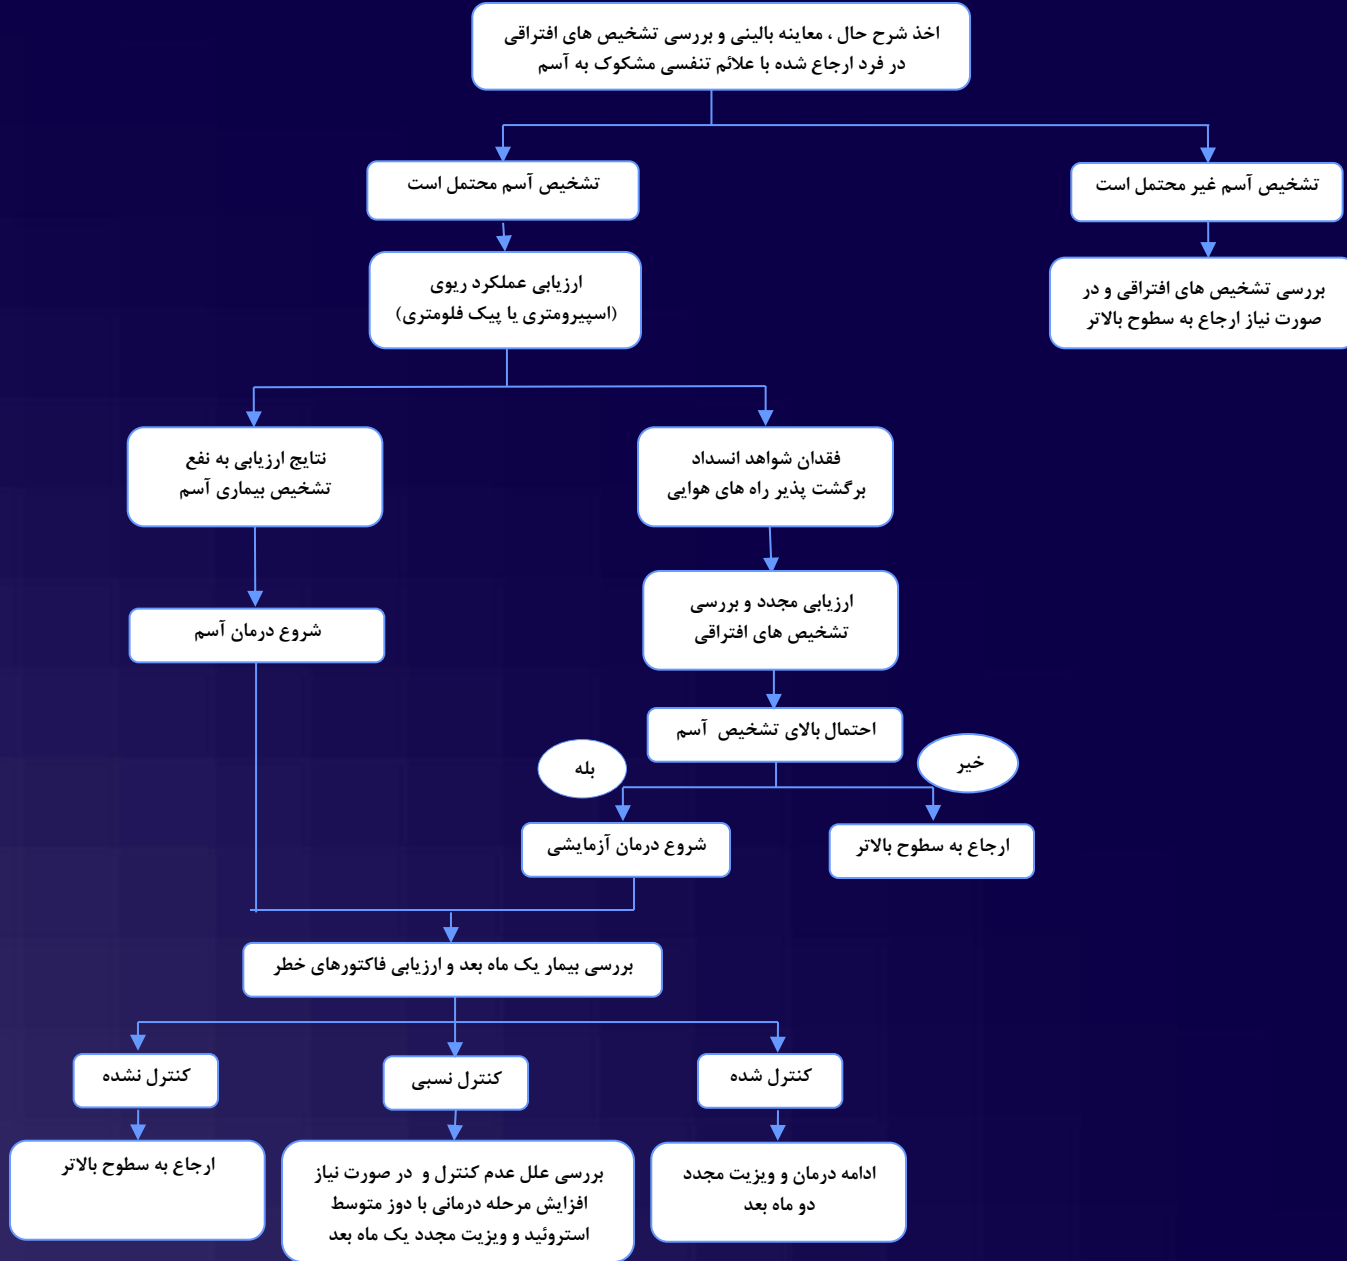 اخذ شرح حال ، معاینه بالینی و بررسی تشخیص های افتراقی
در فرد ارجاع شده با علائم تنفسی مشکوک به آسم
تشخیص آسم غیر محتمل است
تشخیص آسم محتمل است
بررسی تشخیص های افتراقی و در
صورت نیاز ارجاع به سطوح بالاتر
ارزیابی عملکرد ریوی
(اسپیرومتری یا پیک فلومتری)
فقدان شواهد انسداد
برگشت پذیر راه های هوایی
نتایج ارزیابی به نفع
تشخیص بیماری آسم
ارزیابی مجدد و بررسی
تشخیص های افتراقی
شروع درمان آسم
احتمال بالای تشخیص آسم
خیر
بله
ارجاع به سطوح بالاتر
شروع درمان آزمایشی
بررسی بیمار یک ماه بعد و ارزیابی فاکتورهای خطر
کنترل شده
کنترل نسبی
کنترل نشده
ادامه درمان و ویزیت مجدد
دو ماه بعد
بررسی علل عدم کنترل و در صورت نیاز
افزایش مرحله درمانی با دوز متوسط
استروئید و ویزیت مجدد یک ماه بعد
ارجاع به سطوح بالاتر